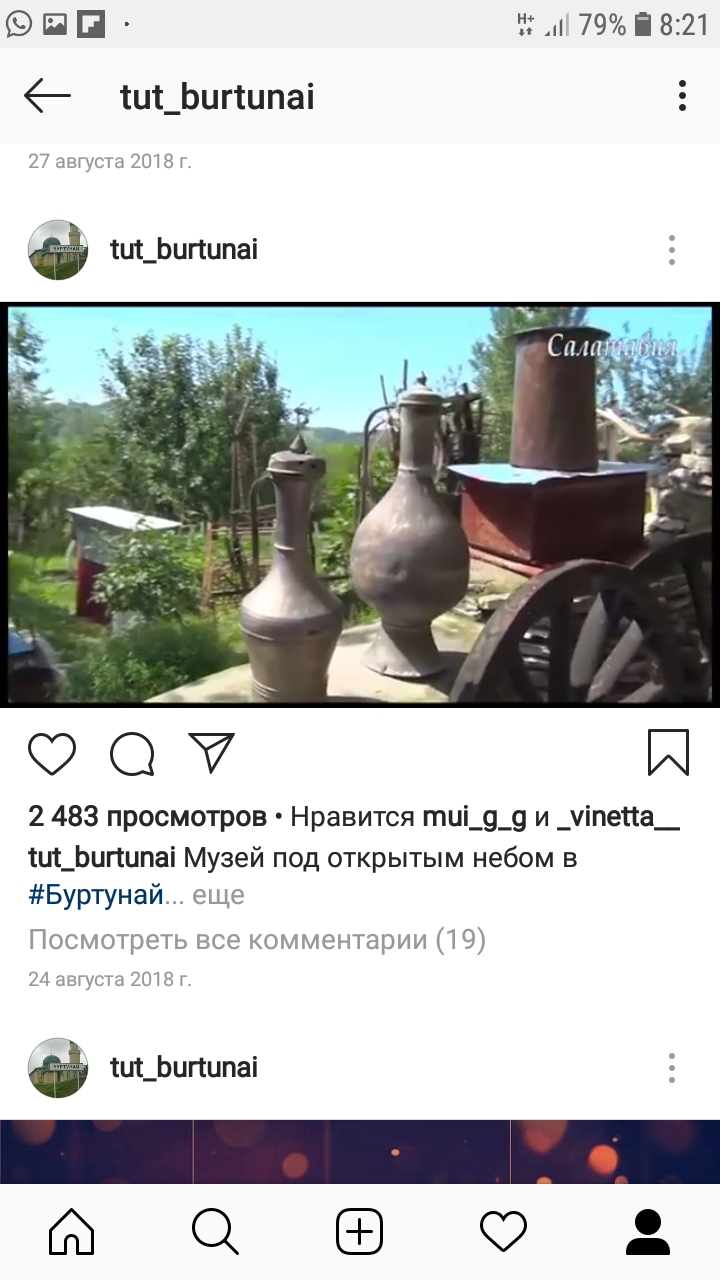 79% 8:21
tut_burtunai
27 августа 2018 г.
tut_burtunai
Салатавия
2 483 просмотров • Нравится mui_g_g и _vinetta__
tut_burtunai Музей под открытым небом в
#Буртунай... еще
Посмотреть все комментарии (19)
24 августа 2018 г.
tut_burtunai